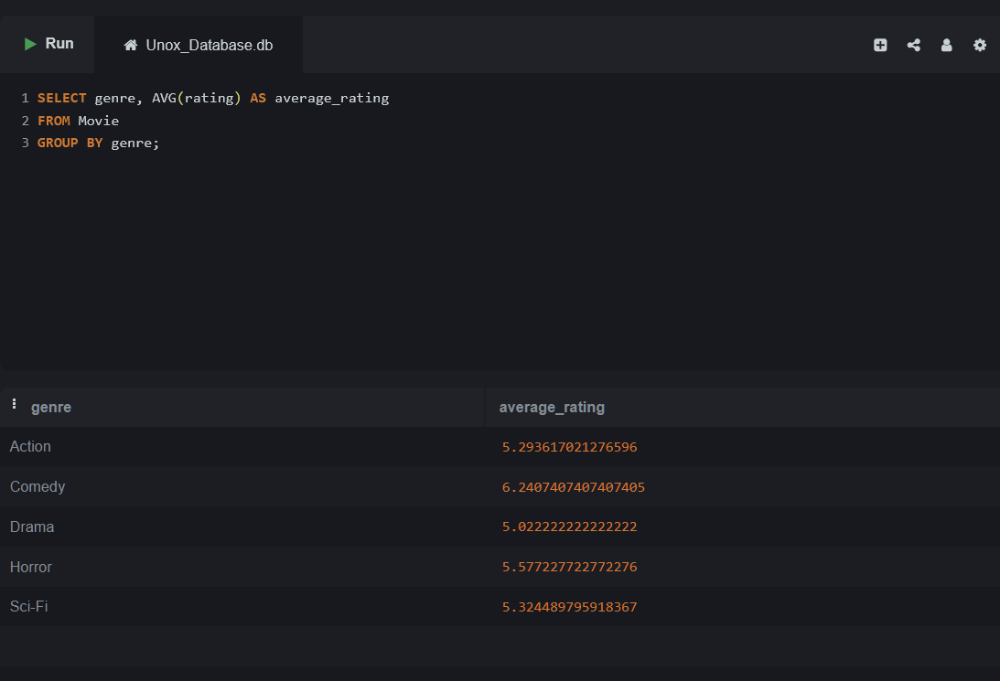 Run
Unox_Database.db
1 SELECT genre, AVG(rating) AS average_rating
2 FROM Movie
3 GROUP BY genre;
genre average_rating
Action 5.293617021276596
Comedy 6.2407407407407405
Drama 5.022222222222222
Horror 5.577227722772276
Sci-Fi 5.324489795918367